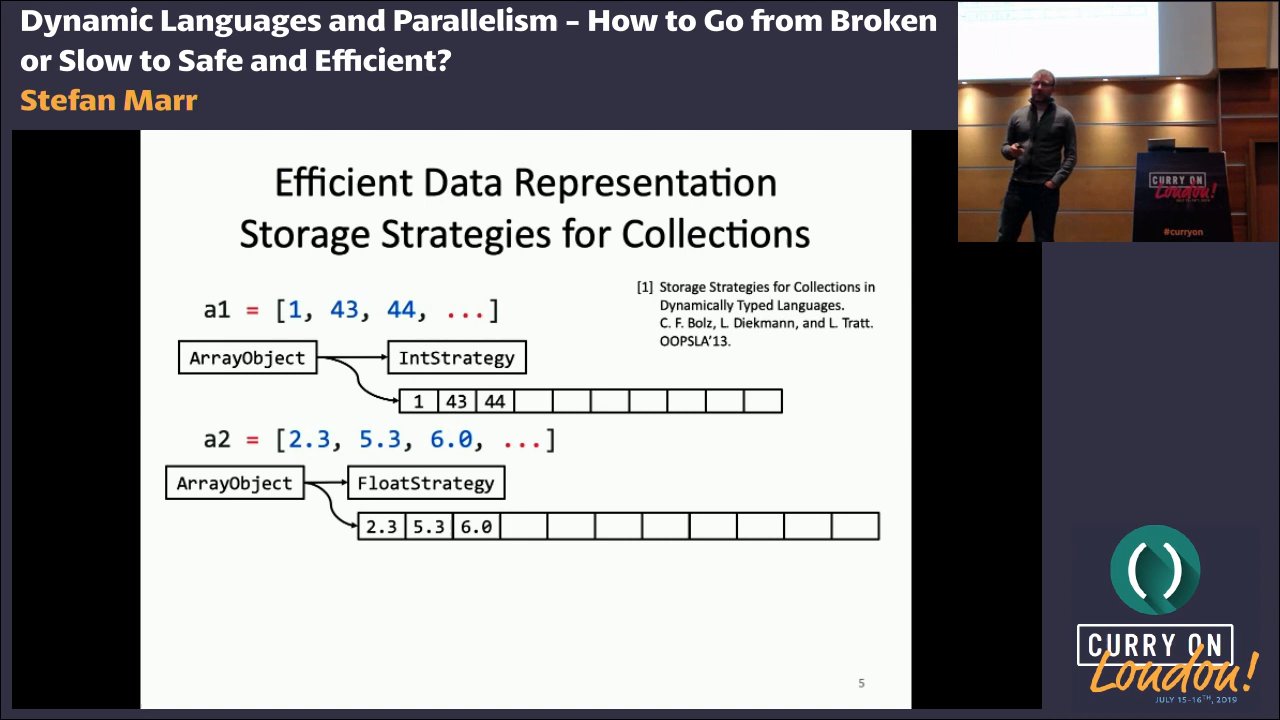 Dynamic Languages and Parallelism – How to Go from Broken
or Slow to Safe and Efficient?
Stefan Marr
Efficient Data Representation
Storage Strategies for Collections
[1] Storage Strategies for Collections in
Dynamically Typed Languages.
C. F. Bolz, L. Diekmann, and L. Tratt.
OOPSLA'13.
a1 = [1, 43, 44, ...]
ArrayObject IntStrategy
1 43 44
a2 = [2.3, 5.3, 6.0, ...]
ArrayObject FloatStrategy
2.3 5.3 6.0
5
CURRY ON
London!
#curryon
CURRY ON
London!
JULY 15-16TH, 2019